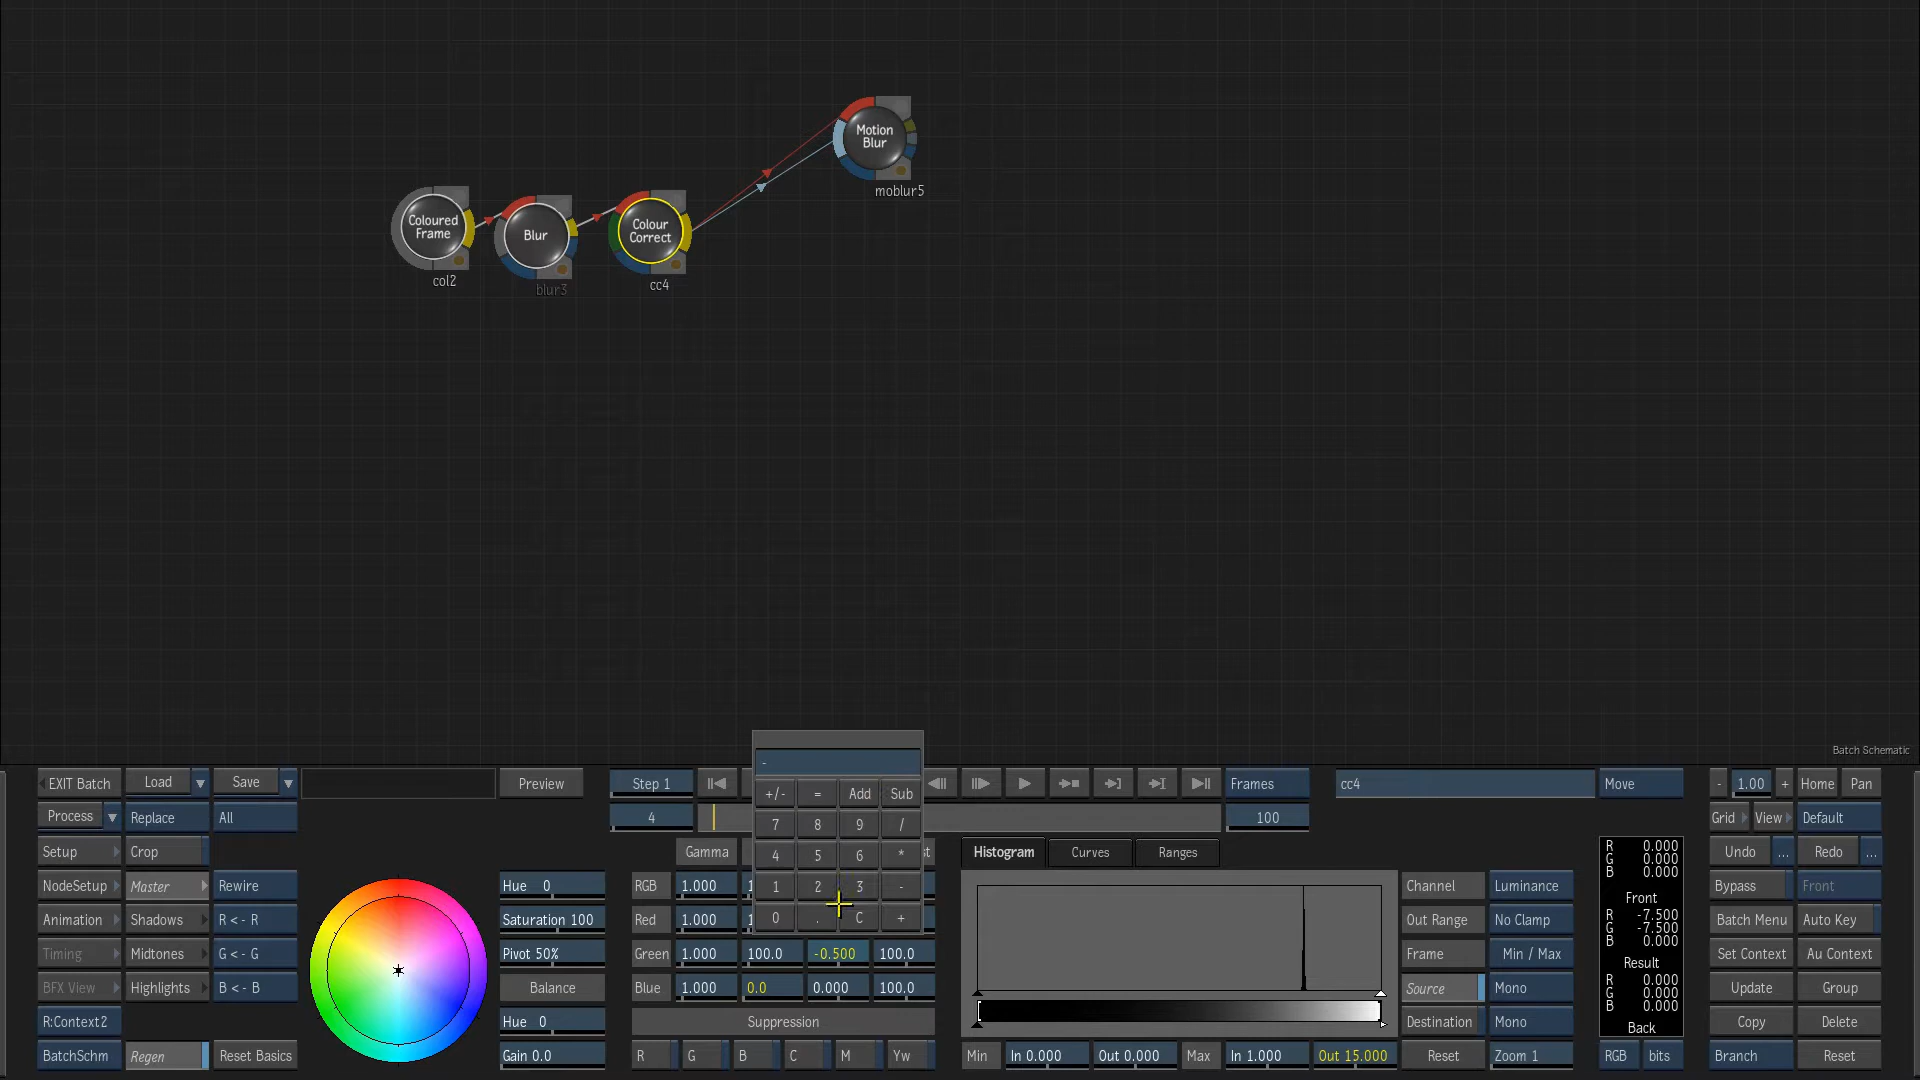 Motion
Blur
moblur5
Coloured
Frame
col2
Blur
blur3
Colour
Correct
cc4
Batch Schematic
EXIT Batch
Load
Save
Preview
Step 1
-
Frames
cc4
Move
-
1.00
+
Home
Pan
Process
Replace
All
4
100
Grid
View
Default
+/-
=
Add
Sub
7
8
9
/
4
5
6
*
1
2
3
-
0
.
C
+
Setup
Crop
Gamma
Histogram
Curves
Ranges
Undo
...
Redo
...
NodeSetup
Master
Rewire
Hue 0
RGB
1.000
Channel
Luminance
Bypass
Front
Animation
Shadows
R <- R
Saturation 100
Red
1.000
Out Range
No Clamp
Batch Menu
Auto Key
Timing
Midtones
G <- G
Pivot 50%
Green
1.000
100.0
-0.500
100.0
Frame
Min / Max
Set Context
Au Context
BFX View
Highlights
B <- B
Balance
Blue
1.000
0.0
0.000
100.0
Source
Mono
Update
Group
R:Context2
Hue 0
Suppression
Destination
Mono
Copy
Delete
BatchSchm
Regen
Reset Basics
Gain 0.0
R
G
B
C
M
Yw
Min
In 0.000
Out 0.000
Max
In 1.000
Out 15.000
Reset
Zoom 1
RGB
bits
Branch
Reset
R 0.000
G 0.000
B 0.000
Front
R -7.500
G -7.500
B 0.000
Result
R 0.000
G 0.000
B 0.000
Back